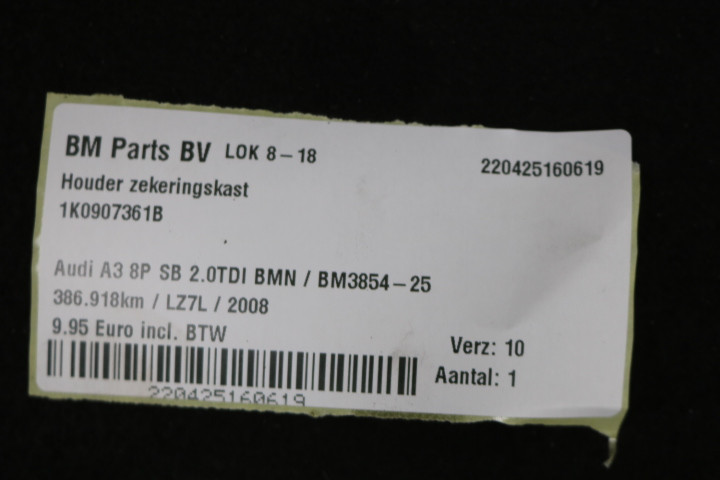 BM Parts BV LOK 8-18
220425160619
Houder zekeringskast
1K0907361B
Audi A3 8P SB 2.0TDI BMN / BM3854-25
386.918km / LZ7L / 2008
9.95 Euro incl. BTW
Verz: 10
Aantal: 1
220425160619